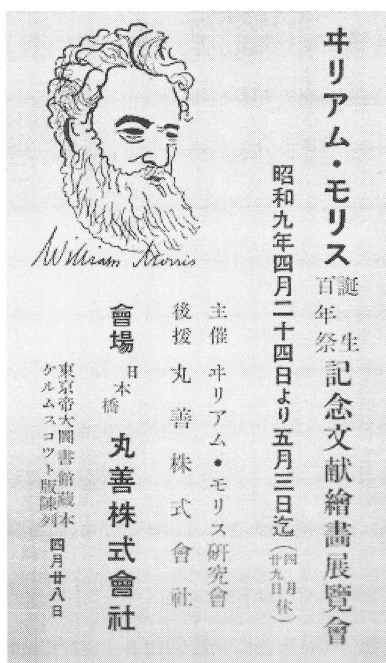 ヰリアム・モリス誕生百年祭記念文献繪畫展覽會
昭和九年四月二十四日より五月三日迄(四月廿九日休)
主催 ヰリアム・モリス研究會
後援 丸善株式會社
會場 日本橋 丸善株式會社
東京帝大圖書館藏本
ケルムスコツト版陳列 四月廿八日
William Morris